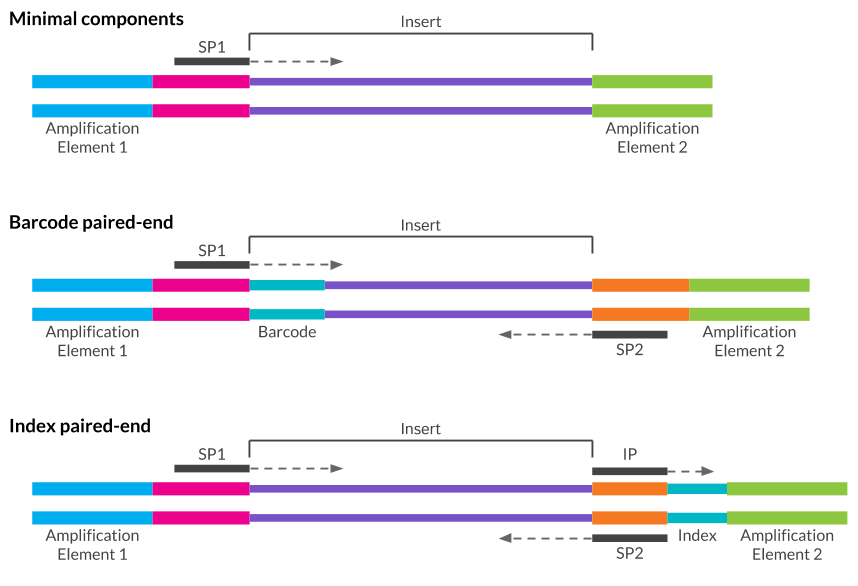 Minimal components
Insert
SP1
Amplification
Element 1
Amplification
Element 2
Barcode paired-end
Insert
SP1
Amplification
Element 1
Barcode
SP2
Amplification
Element 2
Index paired-end
Insert
SP1
IP
Amplification
Element 1
SP2
Index
Amplification
Element 2